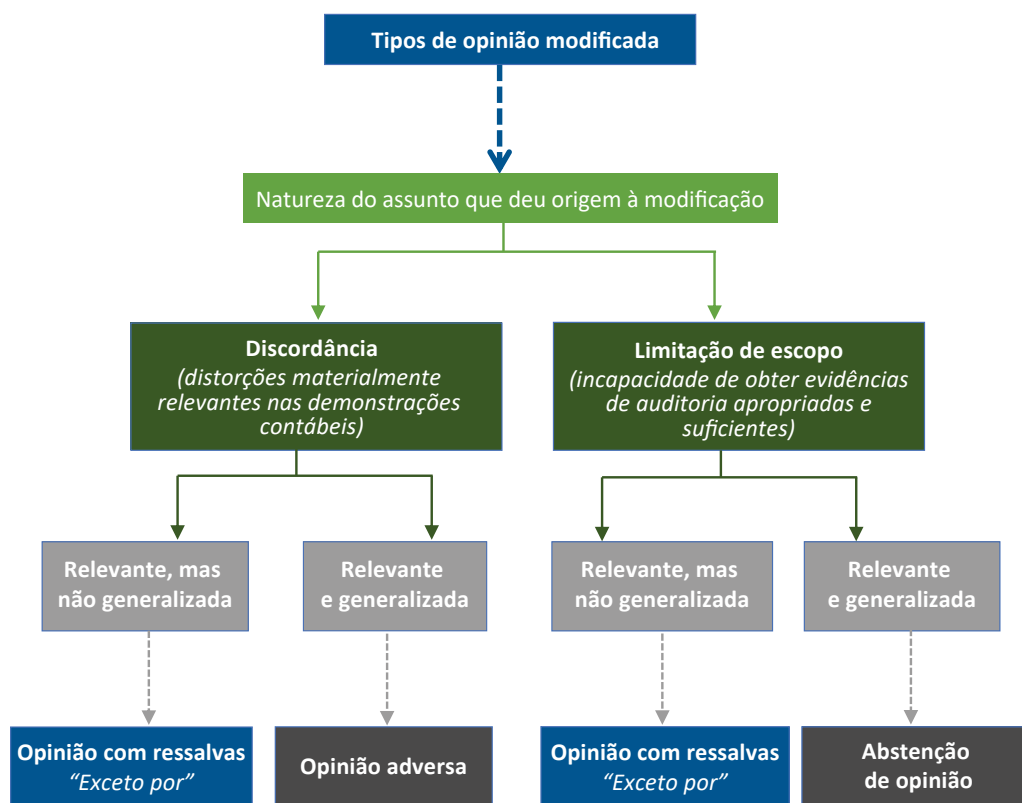 Tipos de opinião modificada
Natureza do assunto que deu origem à modificação
Discordância
(distorções materialmente
relevantes nas demonstrações
contábeis)
Limitação de escopo
(incapacidade de obter evidências
de auditoria apropriadas e
suficientes)
Relevante, mas
não generalizada
Relevante
e generalizada
Relevante, mas
não generalizada
Relevante
e generalizada
Opinião com ressalvas
“Exceto por”
Opinião adversa
Opinião com ressalvas
“Exceto por”
Abstenção
de opinião